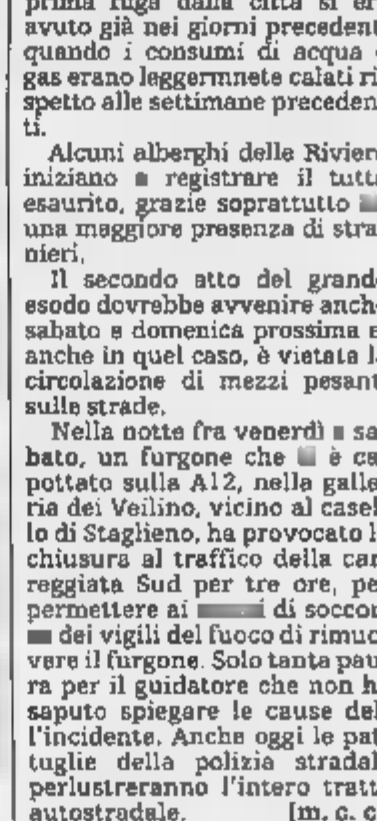 prima fuga dalla città si er
avuto già nei giorni precedent
quando i consumi di acqua
gas erano leggermnete calati ri
spetto alle settimane preceden
ti.
Alcuni alberghi delle Rivier
iniziano a registrare il tutt
esaurito, grazie soprattutto
una maggiore presenza di stra
nieri.
Il secondo atto del grand
esodo dovrebbe avvenire anch
sabato e domenica prossima e
anche in quel caso, è vietata l
circolazione di mezzi pesant
sulle strade.
Nella notte fra venerdì e sa
bato, un furgone che è ca
pottato sulla A12, nella galle
ria dei Veilino, vicino al casel
lo di Staglieno, ha provocato l
chiusura al traffico della car
reggiata Sud per tre ore, pe
permettere ai di soccor
dei vigili del fuoco di rimuo
vere il furgone. Solo tanta pau
ra per il guidatore che non h
saputo spiegare le cause del
l'incidente. Anche oggi le pat
tuglie della polizia stradal
perlustreranno l'intero tratt
autostradale. [m. c. c